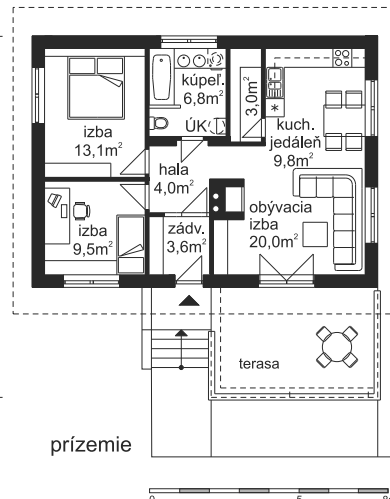 kúpeľ.
6,8m²
ÚK
3,0m²
izba
13,1m²
kuch.
jedáleň
9,8m²
hala
4,0m²
izba
9,5m²
zádv.
3,6m²
obývacia
izba
20,0m²
terasa
prízemie
0 5